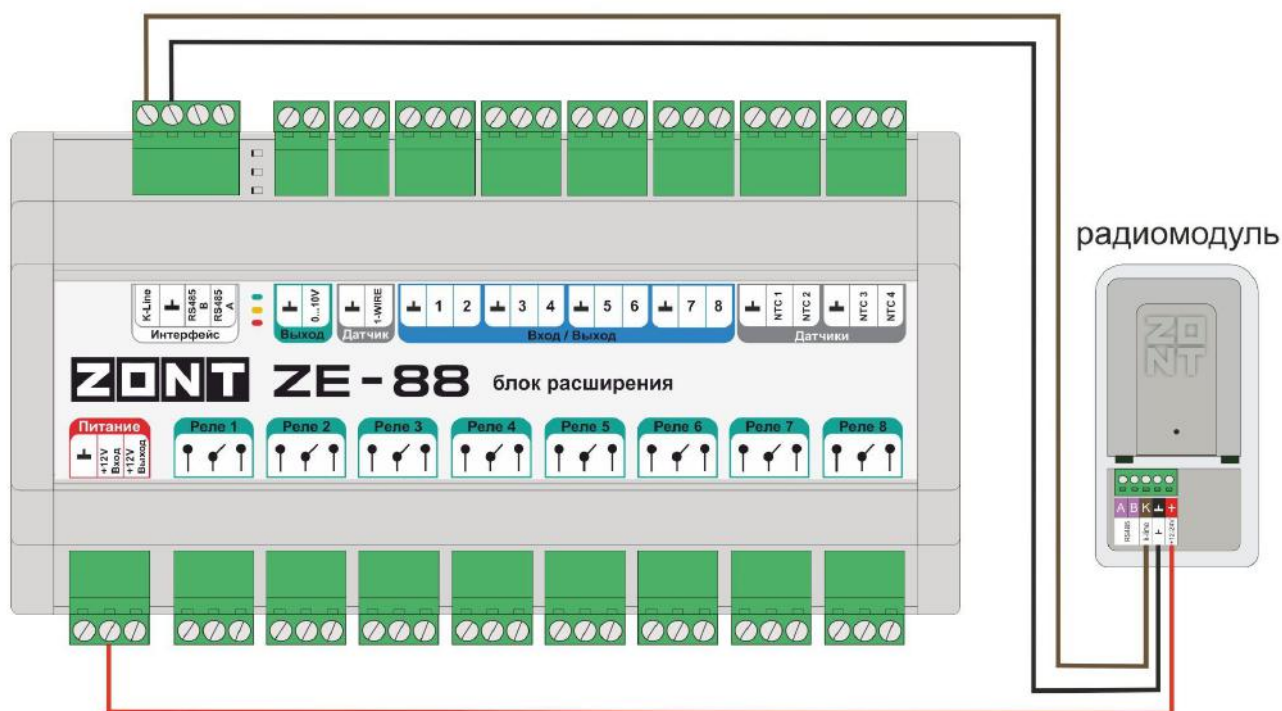 радиомодуль
K-Line
RS485 B
RS485 A
Интерфейс
0...10V
Выход
1-WIRE
Датчик
1 2 3 4 5 6 7 8
Вход / Выход
NTC 1
NTC 2
NTC 3
NTC 4
Датчики
ZONT ZE-88 блок расширения
Питание
+12V Вход
+12V Выход
Реле 1 Реле 2 Реле 3 Реле 4 Реле 5 Реле 6 Реле 7 Реле 8
ZONT
A B K +
RS485
k-line
+12-24V